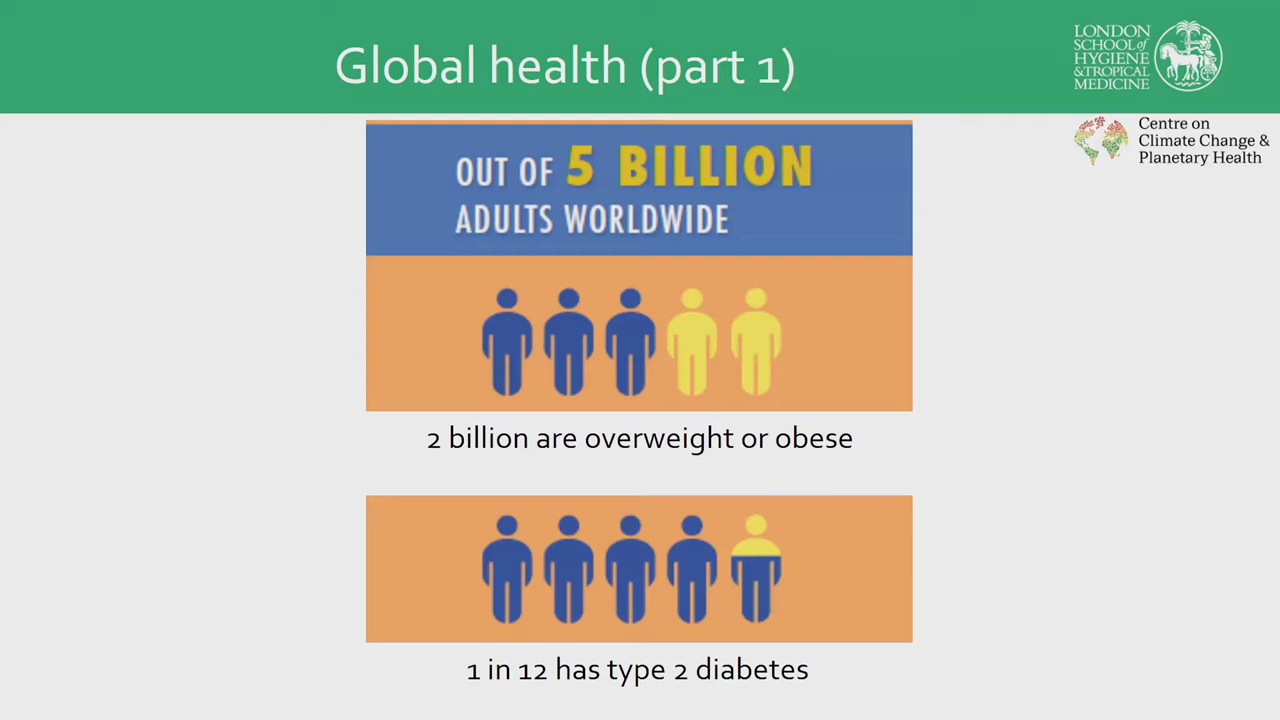 Global health (part 1)
LONDON
SCHOOL of
HYGIENE
& TROPICAL
MEDICINE
Centre on
Climate Change &
Planetary Health
OUT OF 5 BILLION
ADULTS WORLDWIDE
2 billion are overweight or obese
1 in 12 has type 2 diabetes